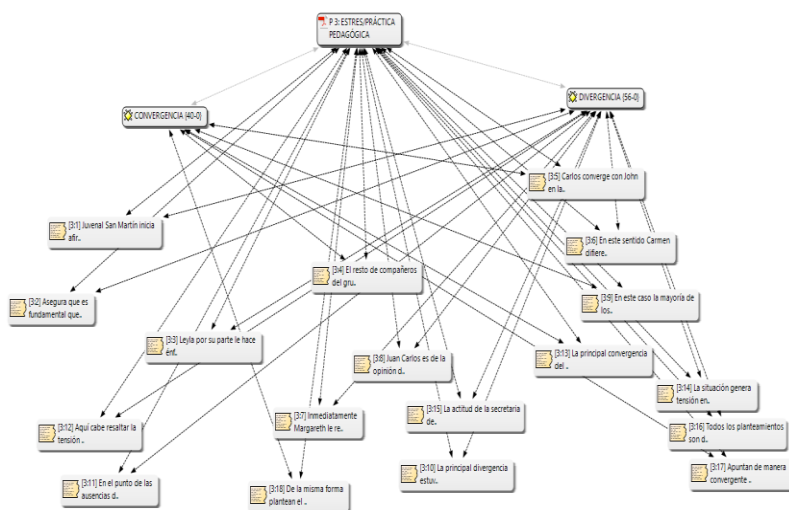 P 3: ESTRES/PRÁCTICA
PEDAGÓGICA
CONVERGENCIA {40-0}
DIVERGENCIA {56-0}
[3:5] Carlos converge con John
en la..
[3:1] Juvenal San Martín inicia
afir..
[3:6] En este sentido Carmen
difiere..
[3:4] El resto de compañeros
del gru..
[3:2] Asegura que es
fundamental que..
[3:9] En este caso la mayoría de
los..
[3:3] Leyla por su parte le hace
énf..
[3:8] Juan Carlos es de la
opinión d..
[3:13] La principal convergencia
del ..
[3:14] La situación genera
tensión en..
[3:12] Aquí cabe resaltar la
tensión ..
[3:7] Inmediatamente
Margareth le re..
[3:15] La actitud de la secretaria
de..
[3:16] Todos los planteamientos
son d..
[3:11] En el punto de las
ausencias d..
[3:18] De la misma forma
plantean el ..
[3:10] La principal divergencia
estuv..
[3:17] Apuntan de manera
convergente ..